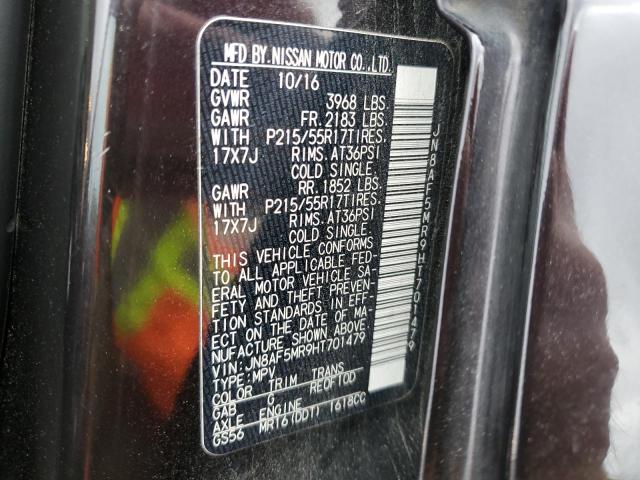 MFD BY.NISSAN MOTOR CO.,LTD.
DATE 10/16
GVWR 3968 LBS.
GAWR FR. 2183 LBS
WITH P215/55R17TIRES.
17X7J RIMS.AT36PSI
COLD SINGLE.
GAWR RR. 1852 LBS.
WITH P215/55R17TIRES.
17X7J RIMS.AT36PSI
COLD SINGLE.
THIS VEHICLE CONFORMS
TO ALL APPLICABLE FED-
ERAL MOTOR VEHICLE SA-
FETY AND THEFT PREVEN-
TION STANDARDS IN EFF-
ECT ON THE DATE OF MA-
NUFACTURE SHOWN ABOVE.
VIN:JN8AF5MR9HT701479
TYPE:MPV
COLOR TRIM TRANS
GAB G RE0F10D
AXLE ENGINE
GS56 MR16(DDT) 1618CC
JN8AF5MR9HT701479